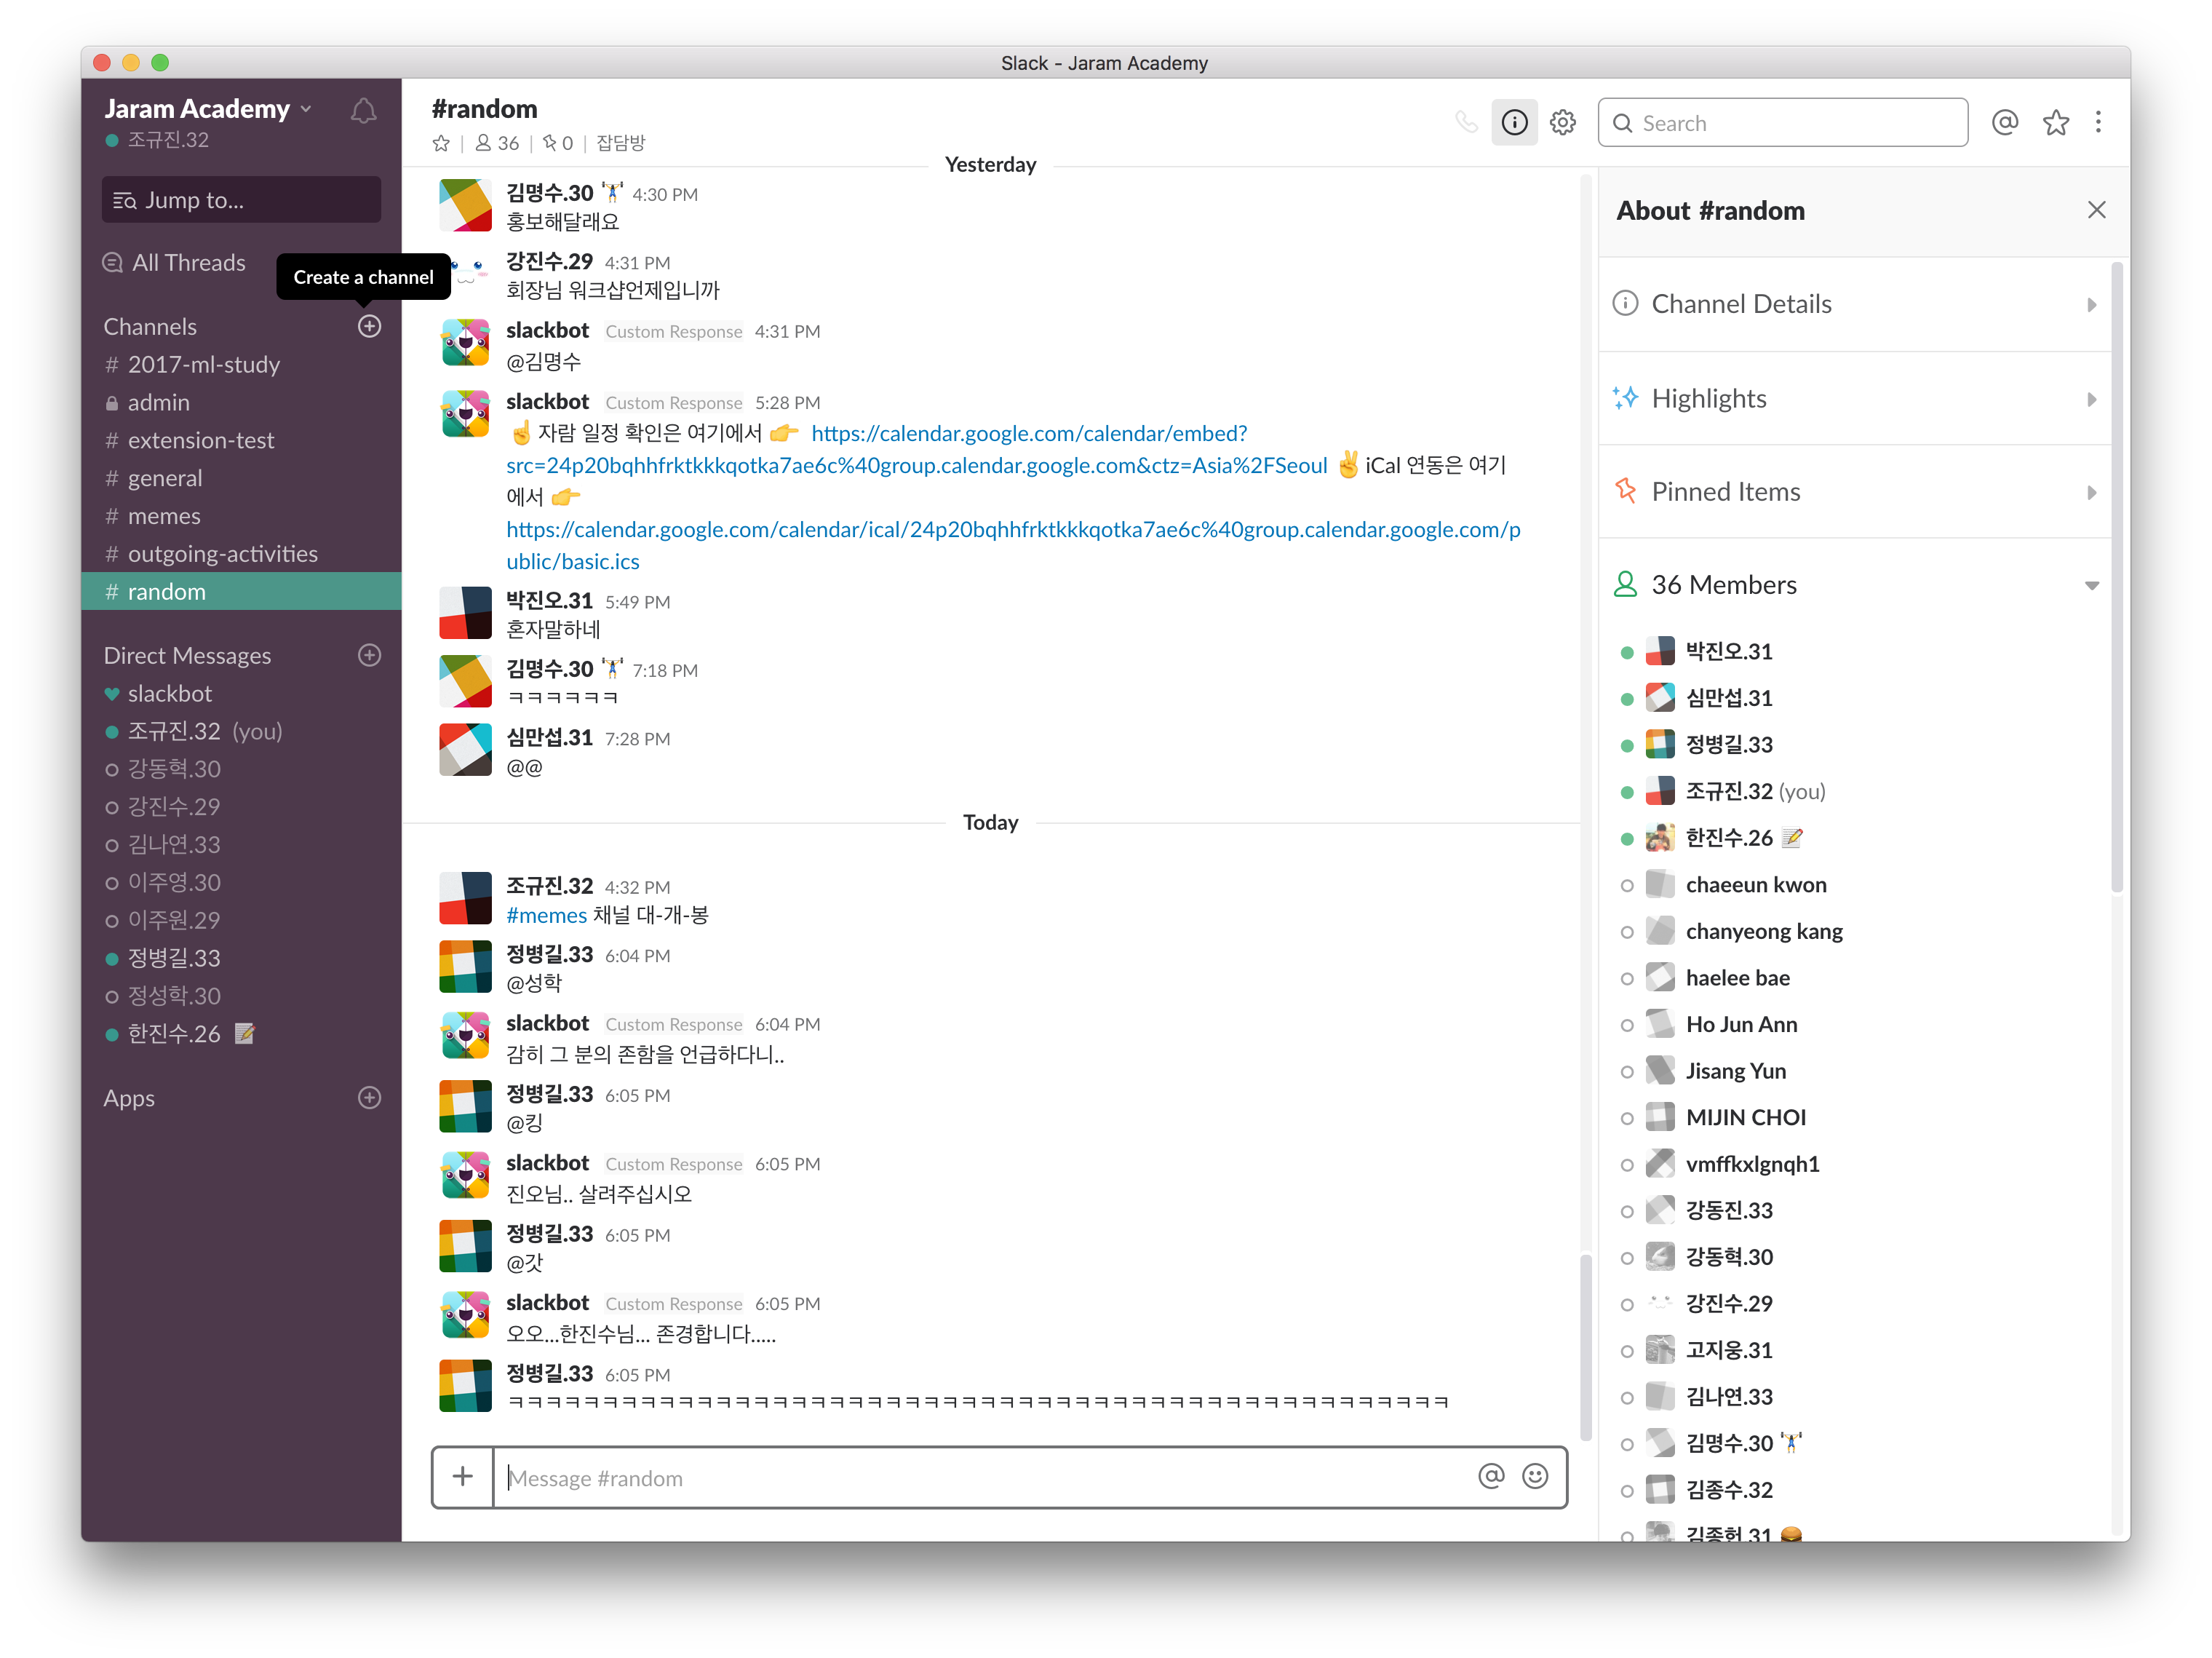 Slack - Jaram Academy
Jaram Academy
조규진.32
Jump to...
All Threads
Create a channel
Channels
# 2017-ml-study
admin
# extension-test
# general
# memes
# outgoing-activities
# random
Direct Messages
slackbot
조규진.32 (you)
강동혁.30
강진수.29
김나연.33
이주영.30
이주원.29
정병길.33
정성학.30
한진수.26 📝
Apps
#random
36 | 0 | 잡담방
Search
Yesterday
김명수.30 4:30 PM
홍보해달래요
강진수.29 4:31 PM
회장님 워크샵언제입니까
slackbot Custom Response 4:31 PM
@김명수
slackbot Custom Response 5:28 PM
☝️자람 일정 확인은 여기에서 👉 https://calendar.google.com/calendar/embed?
src=24p20bqhhfrktkkkqotka7ae6c%40group.calendar.google.com&ctz=Asia%2FSeoul ✌️ iCal 연동은 여기
에서 👉
https://calendar.google.com/calendar/ical/24p20bqhhfrktkkkqotka7ae6c%40group.calendar.google.com/p
ublic/basic.ics
박진오.31 5:49 PM
혼자말하네
김명수.30 7:18 PM
ㅋㅋㅋㅋㅋㅋ
심만섭.31 7:28 PM
@@
Today
조규진.32 4:32 PM
#memes 채널 대-개-봉
정병길.33 6:04 PM
@성학
slackbot Custom Response 6:04 PM
감히 그 분의 존함을 언급하다니..
정병길.33 6:05 PM
@킹
slackbot Custom Response 6:05 PM
진오님.. 살려주십시오
정병길.33 6:05 PM
@갓
slackbot Custom Response 6:05 PM
오오...한진수님... 존경합니다.....
정병길.33 6:05 PM
ㅋㅋㅋㅋㅋㅋㅋㅋㅋㅋㅋㅋㅋㅋㅋㅋㅋㅋㅋㅋㅋㅋㅋㅋㅋㅋㅋㅋㅋㅋㅋㅋㅋㅋㅋㅋㅋㅋㅋㅋㅋㅋㅋㅋㅋㅋㅋㅋㅋㅋ
Message #random
About #random
Channel Details
Highlights
Pinned Items
36 Members
박진오.31
심만섭.31
정병길.33
조규진.32 (you)
한진수.26 📝
chaeeun kwon
chanyeong kang
haelee bae
Ho Jun Ann
Jisang Yun
MIJIN CHOI
vmffkxlgnqh1
강동진.33
강동혁.30
강진수.29
고지웅.31
김나연.33
김명수.30
김종수.32
김종헌.31 🍔